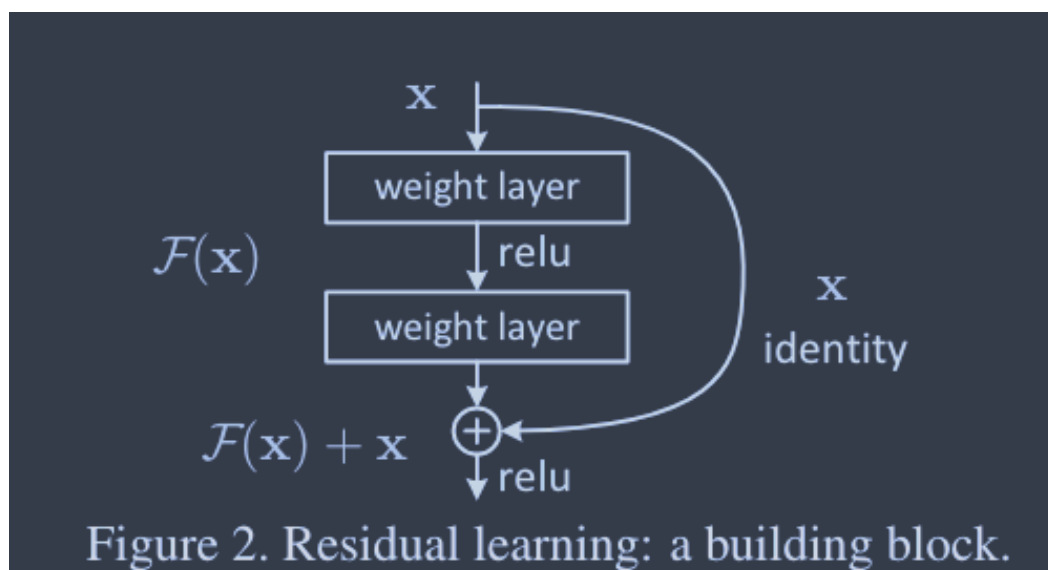 x
weight layer
relu
F(x)
weight layer
x
identity
F(x) + x
relu
Figure 2. Residual learning: a building block.